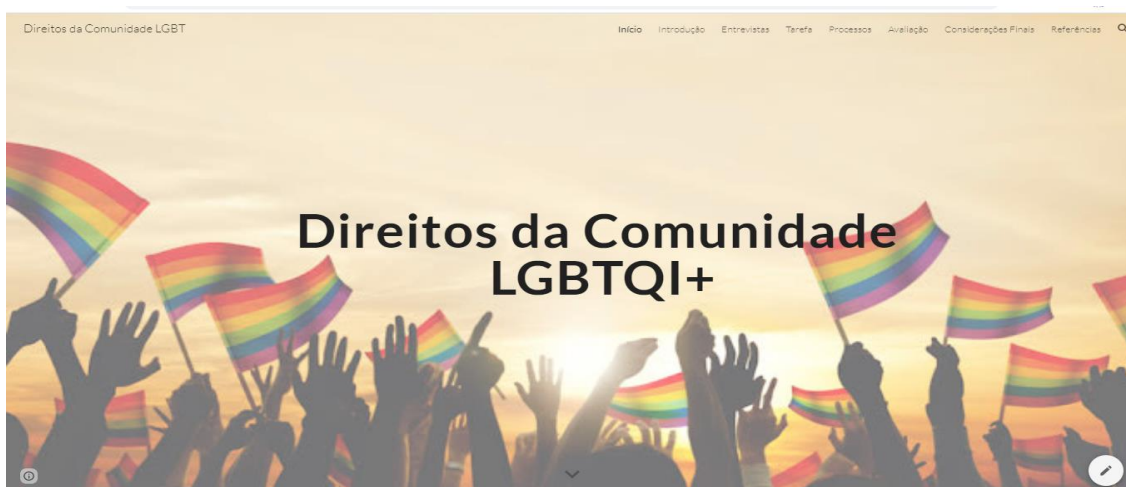 Direitos da Comunidade LGBT
Início Introdução Entrevistas Tarefa Processos Avaliação Considerações Finais Referências
Direitos da Comunidade
LGBTQI+